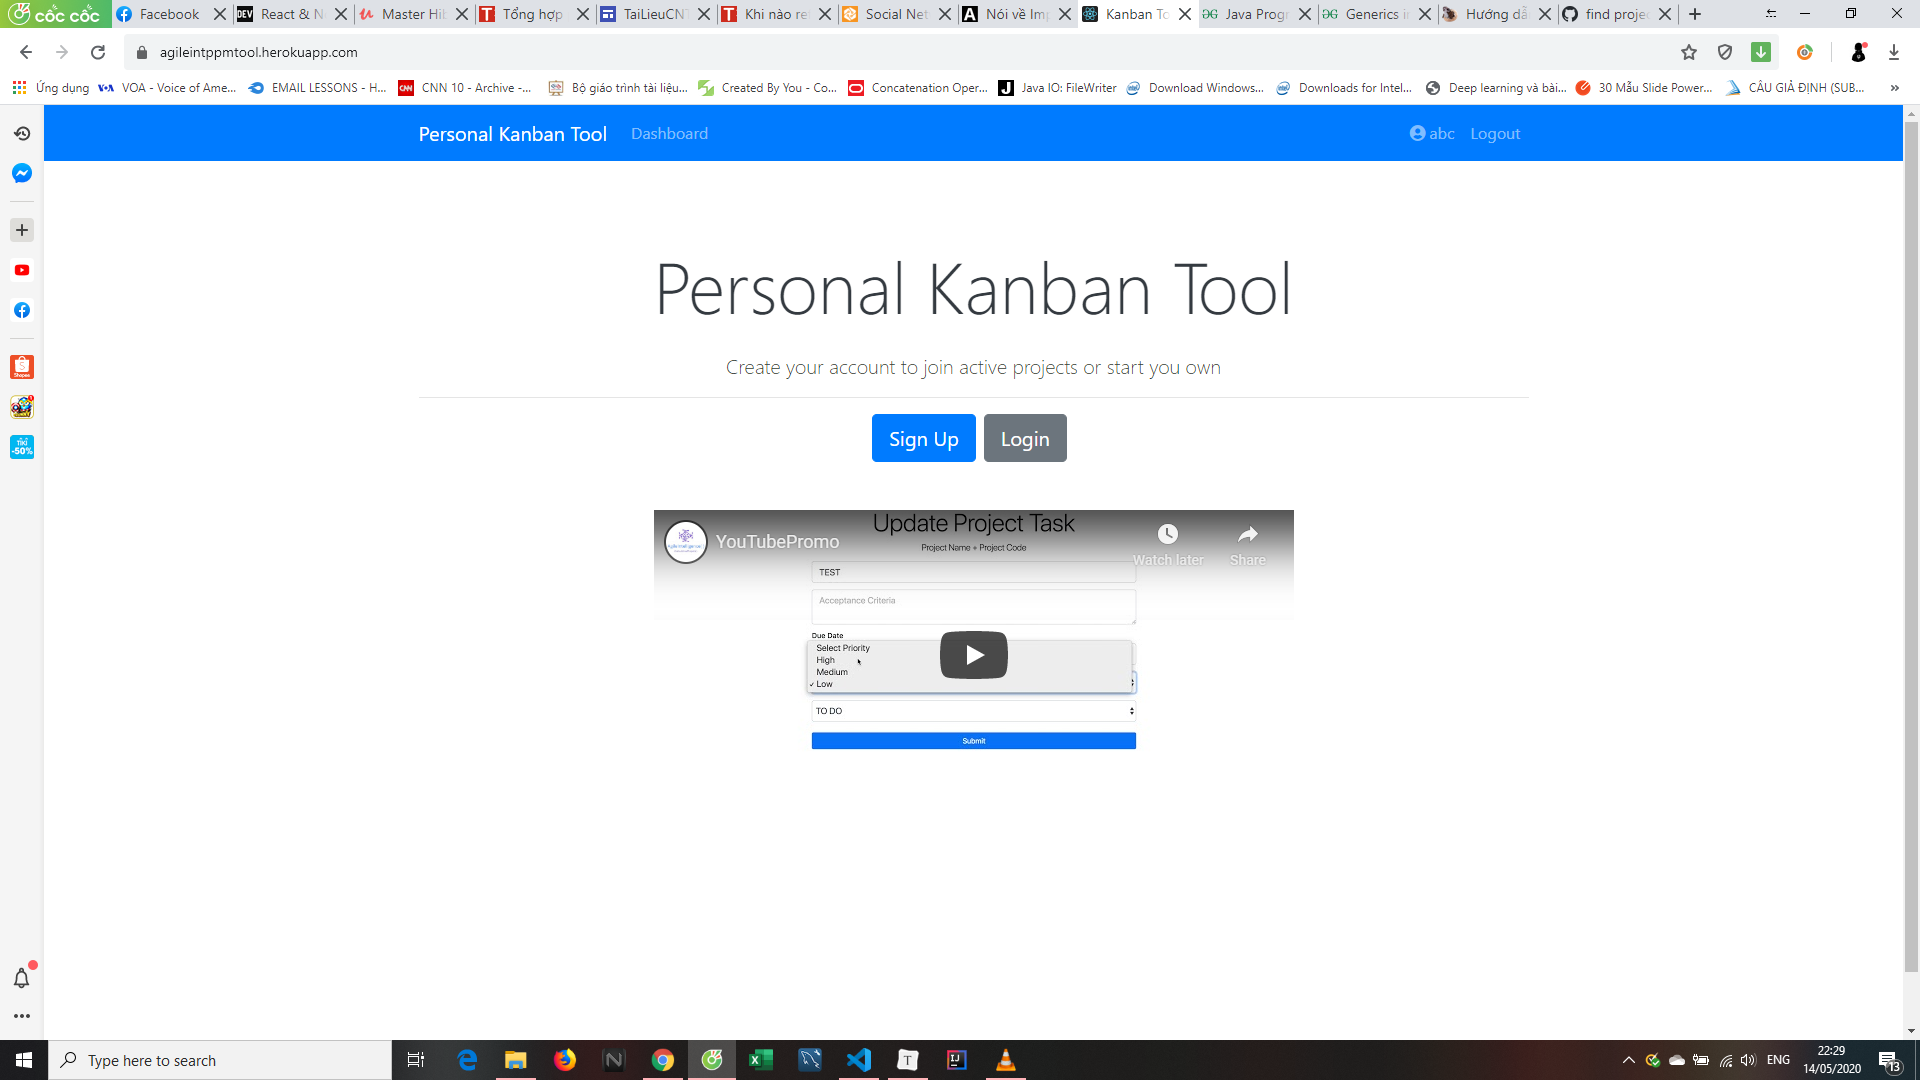 cốc cốc
Facebook
React & N
Master Hib
Tổng hợp
TaiLieuCNT
Khi nào re
Social Net
Nói về Imp
Kanban To
Java Progr
Generics i
Hướng dẫ
find projec
agileintppmtool.herokuapp.com
Ứng dụng
VOA - Voice of Ame...
EMAIL LESSONS - H...
CNN 10 - Archive -...
Bộ giáo trình tài liệu...
Created By You - Co...
Concatenation Oper...
Java IO: FileWriter
Download Windows...
Downloads for Intel...
Deep learning và bài...
30 Mẫu Slide Power...
CÂU GIẢ ĐỊNH (SUB...
Personal Kanban Tool
Dashboard
abc
Logout
Personal Kanban Tool
Create your account to join active projects or start you own
Sign Up
Login
Update Project Task
YouTubePromo
Project Name + Project Code
Watch later
Share
TEST
Acceptance Criteria
Due Date
Select Priority
High
Medium
✓ Low
TO DO
Submit
Type here to search
ENG
22:29
14/05/2020
13